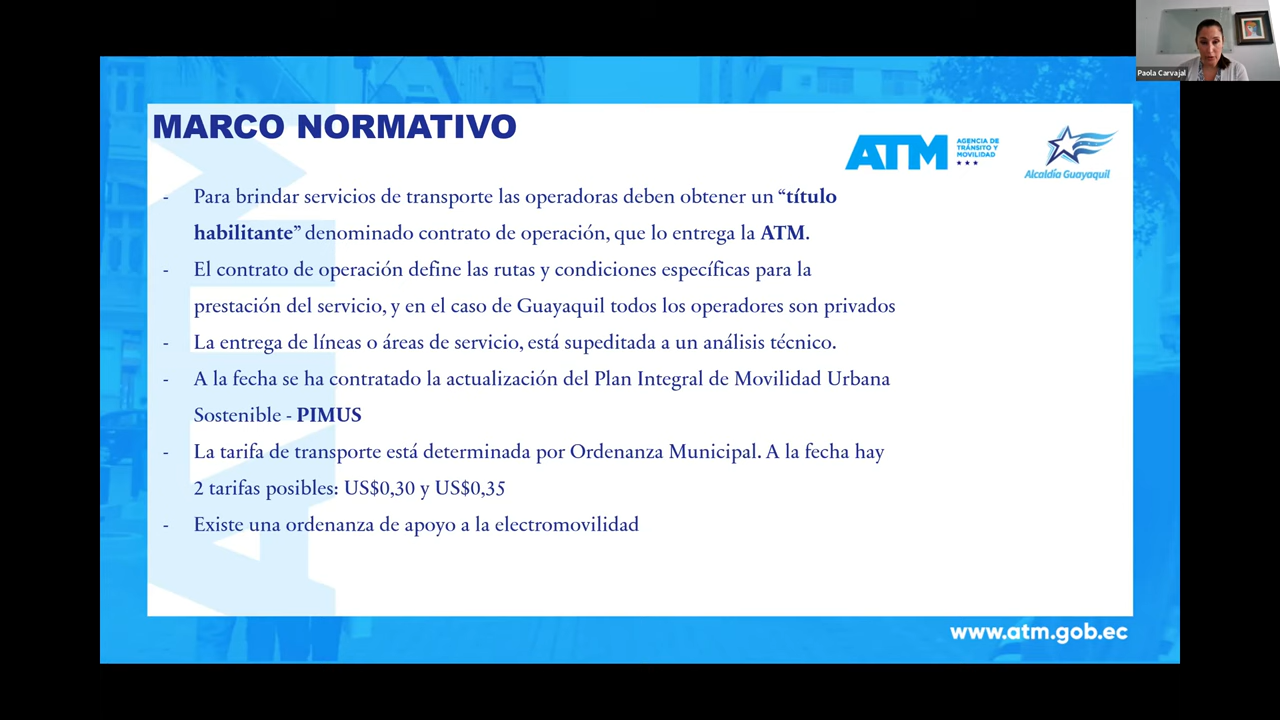 Paola Carvajal
MARCO NORMATIVO
ATM
AGENCIA DE
TRÁNSITO Y
MOVILIDAD
Alcaldía Guayaquil
- Para brindar servicios de transporte las operadoras deben obtener un “título
habilitante” denominado contrato de operación, que lo entrega la ATM.
- El contrato de operación define las rutas y condiciones específicas para la
prestación del servicio, y en el caso de Guayaquil todos los operadores son privados
- La entrega de líneas o áreas de servicio, está supeditada a un análisis técnico.
- A la fecha se ha contratado la actualización del Plan Integral de Movilidad Urbana
Sostenible - PIMUS
- La tarifa de transporte está determinada por Ordenanza Municipal. A la fecha hay
2 tarifas posibles: US$0,30 y US$0,35
- Existe una ordenanza de apoyo a la electromovilidad
ATM
www.atm.gob.ec